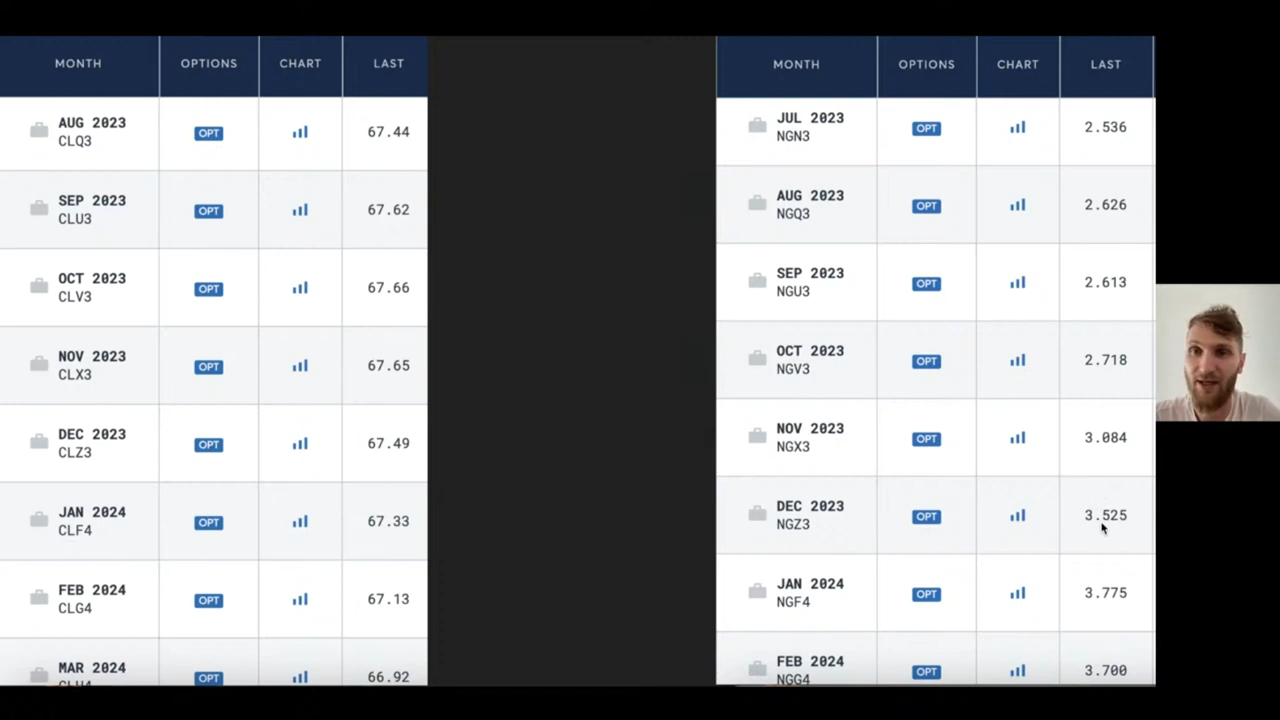 MONTH OPTIONS CHART LAST
AUG 2023
CLQ3 OPT 67.44
SEP 2023
CLU3 OPT 67.62
OCT 2023
CLV3 OPT 67.66
NOV 2023
CLX3 OPT 67.65
DEC 2023
CLZ3 OPT 67.49
JAN 2024
CLF4 OPT 67.33
FEB 2024
CLG4 OPT 67.13
MAR 2024
CLH4 OPT 66.92
MONTH OPTIONS CHART LAST
JUL 2023
NGN3 OPT 2.536
AUG 2023
NGQ3 OPT 2.626
SEP 2023
NGU3 OPT 2.613
OCT 2023
NGV3 OPT 2.718
NOV 2023
NGX3 OPT 3.084
DEC 2023
NGZ3 OPT 3.525
JAN 2024
NGF4 OPT 3.775
FEB 2024
NGG4 OPT 3.700